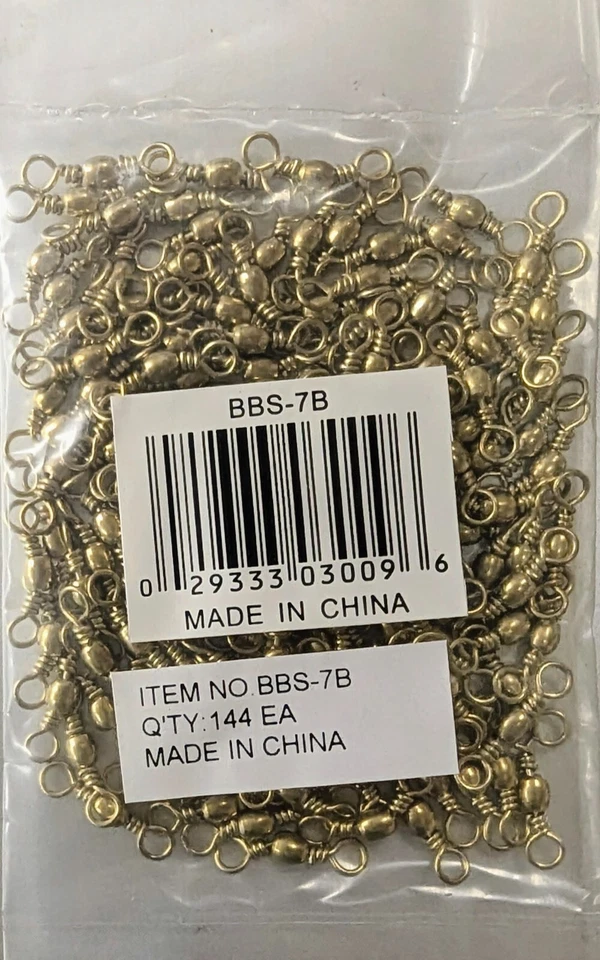 BBS-7B
0 29333 03009 6
MADE IN CHINA
ITEM NO.BBS-7B
Q'TY:144 EA
MADE IN CHINA